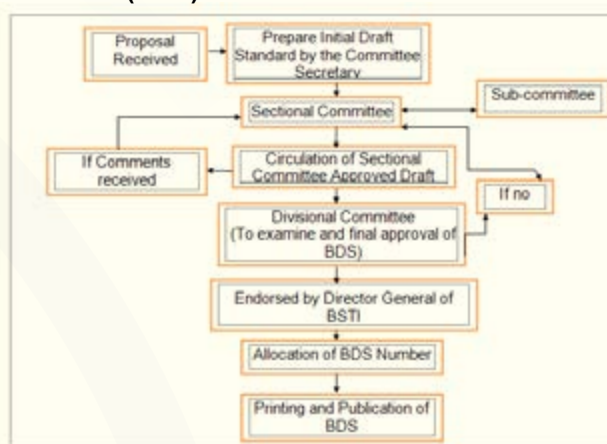 Proposal
Received
Prepare Initial Draft
Standard by the Committee
Secretary
Sectional Committee
Sub-committee
If Comments
received
Circulation of Sectional
Committee Approved Draft
If no
Divisional Committee
(To examine and final approval of
BDS)
Endorsed by Director General of
BSTI
Allocation of BDS Number
Printing and Publication of
BDS